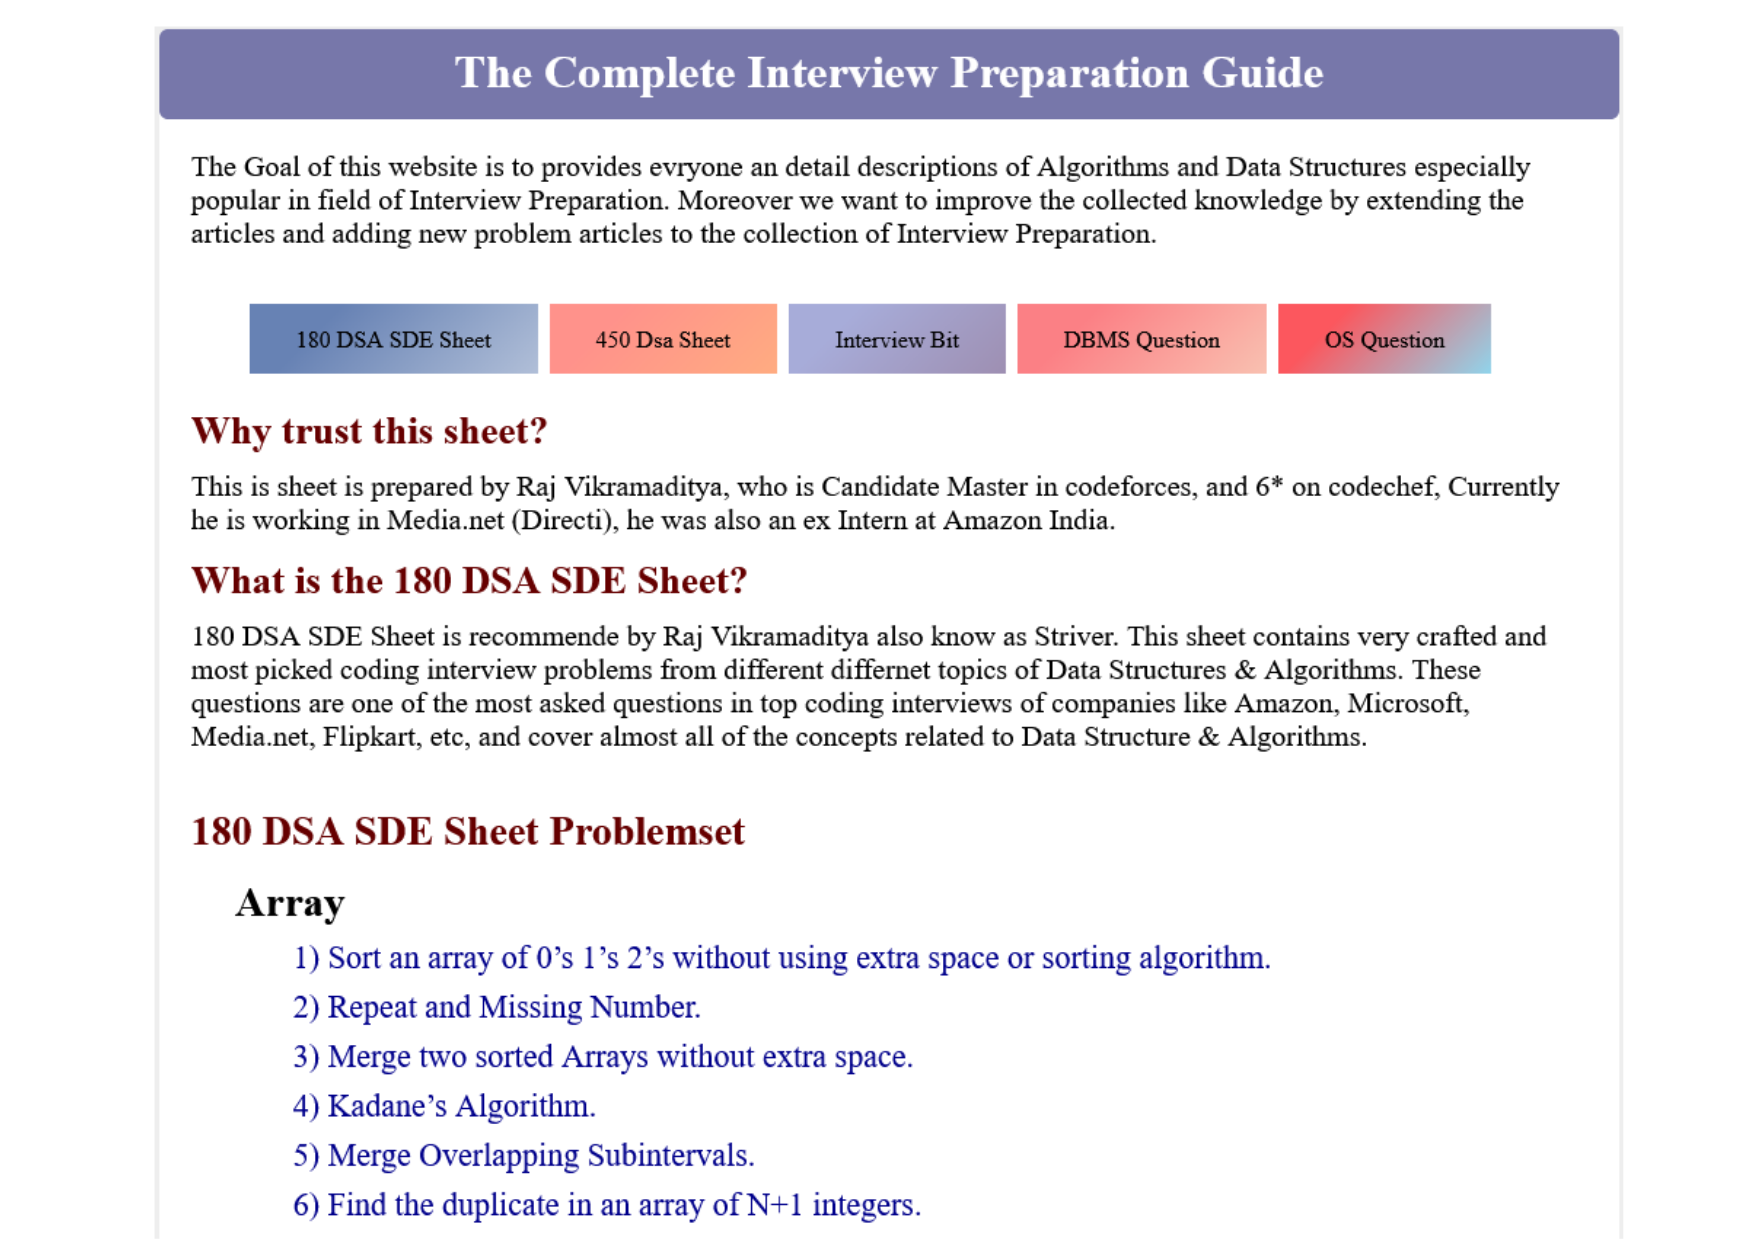 The Complete Interview Preparation Guide
The Goal of this website is to provides evryone an detail descriptions of Algorithms and Data Structures especially
popular in field of Interview Preparation. Moreover we want to improve the collected knowledge by extending the
articles and adding new problem articles to the collection of Interview Preparation.
180 DSA SDE Sheet
450 Dsa Sheet
Interview Bit
DBMS Question
OS Question
Why trust this sheet?
This is sheet is prepared by Raj Vikramaditya, who is Candidate Master in codeforces, and 6* on codechef, Currently
he is working in Media.net (Directi), he was also an ex Intern at Amazon India.
What is the 180 DSA SDE Sheet?
180 DSA SDE Sheet is recommende by Raj Vikramaditya also know as Striver. This sheet contains very crafted and
most picked coding interview problems from different differnet topics of Data Structures & Algorithms. These
questions are one of the most asked questions in top coding interviews of companies like Amazon, Microsoft,
Media.net, Flipkart, etc, and cover almost all of the concepts related to Data Structure & Algorithms.
180 DSA SDE Sheet Problemset
Array
1) Sort an array of 0’s 1’s 2’s without using extra space or sorting algorithm.
2) Repeat and Missing Number.
3) Merge two sorted Arrays without extra space.
4) Kadane’s Algorithm.
5) Merge Overlapping Subintervals.
6) Find the duplicate in an array of N+1 integers.